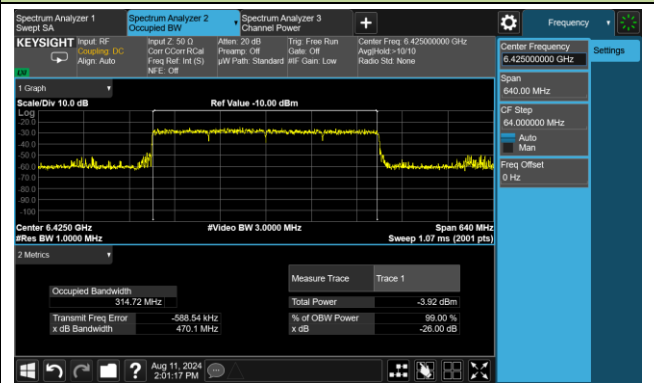 Spectrum Analyzer 1
Swept SA
Spectrum Analyzer 2
Occupied BW
Spectrum Analyzer 3
Channel Power
Frequency
KEYSIGHT
Input: RF
Coupling: DC
Align: Auto
Input Z: 50 Ω
Corr CCorr RCal
Freq Ref: Int (S)
NFE: Off
Atten: 20 dB
Preamp: Off
µW Path: Standard
Trig: Free Run
Gate: Off
#IF Gain: Low
Center Freq: 6.425000000 GHz
Avg|Hold:>10/10
Radio Std: None
1 Graph
Scale/Div 10.0 dB
Ref Value -10.00 dBm
Log
-20.0
-30.0
-40.0
-50.0
-60.0
-70.0
-80.0
-90.0
-100
Center 6.4250 GHz
#Res BW 1.0000 MHz
#Video BW 3.0000 MHz
Span 640 MHz
Sweep 1.07 ms (2001 pts)
2 Metrics
Measure Trace
Trace 1
Occupied Bandwidth
314.72 MHz
Total Power
-3.92 dBm
Transmit Freq Error
-588.54 kHz
% of OBW Power
99.00 %
x dB Bandwidth
470.1 MHz
x dB
-26.00 dB
Center Frequency
6.425000000 GHz
Settings
Span
640.00 MHz
CF Step
64.000000 MHz
Auto
Man
Freq Offset
0 Hz
?
Aug 11, 2024
2:01:17 PM